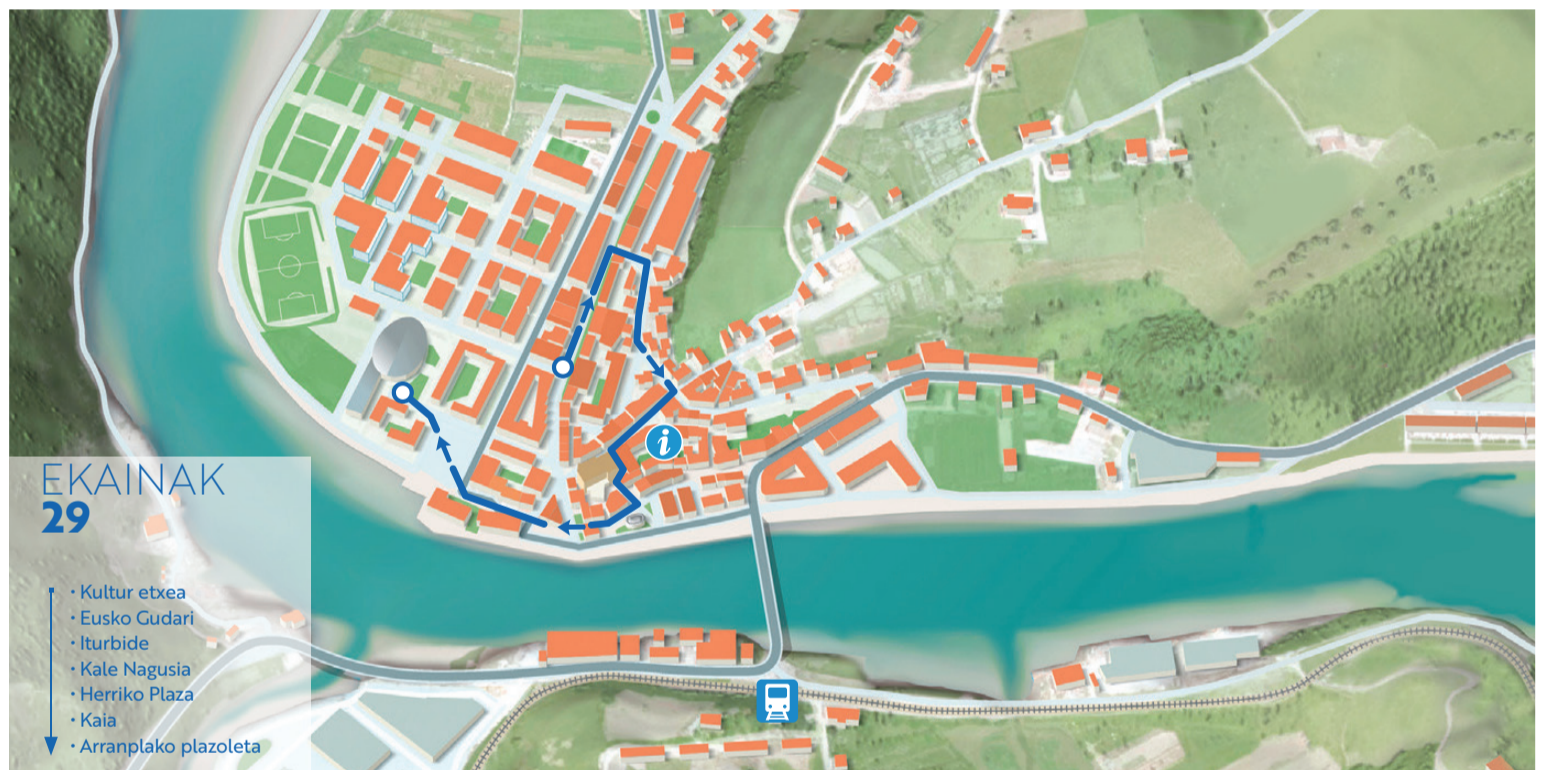 i
EKAINAK
29
· Kultur etxea
· Eusko Gudari
· Iturbide
· Kale Nagusia
· Herriko Plaza
· Kaia
· Arranplako plazoleta